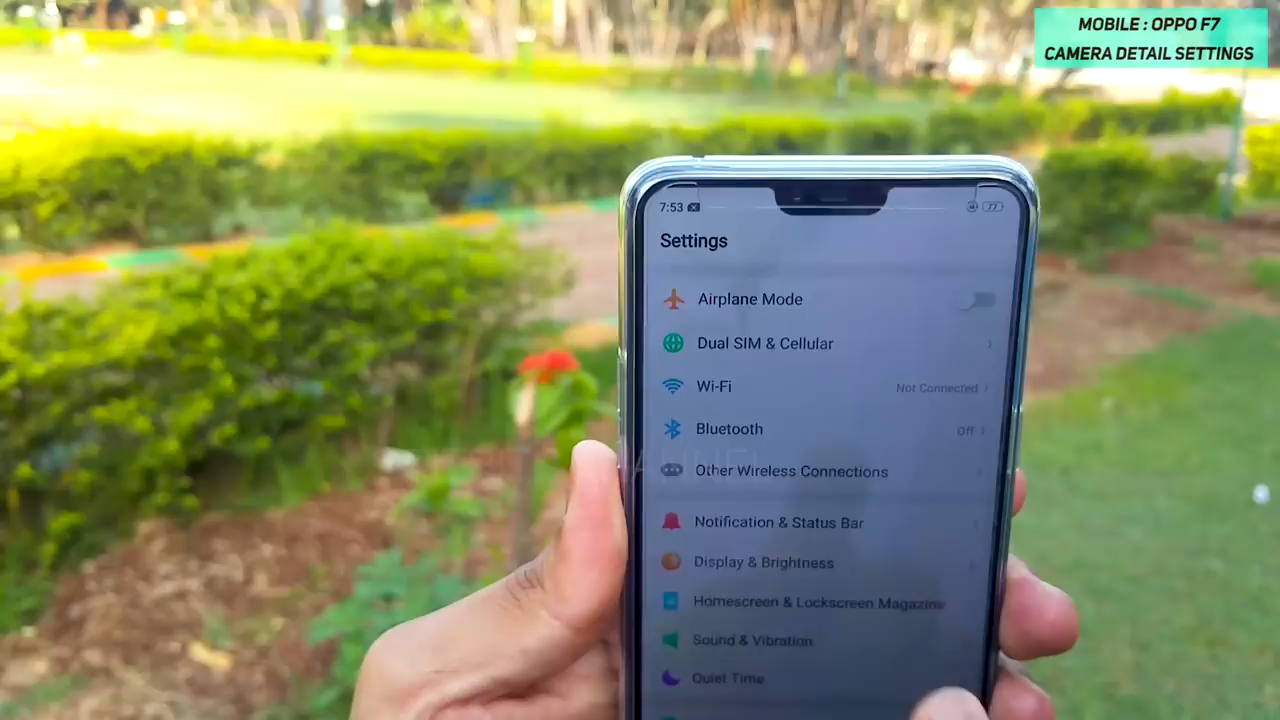 MOBILE : OPPO F7
CAMERA DETAIL SETTINGS
7:53
77
Settings
Airplane Mode
Dual SIM & Cellular
Wi-Fi
Not Connected
Bluetooth
Off
Other Wireless Connections
Notification & Status Bar
Display & Brightness
Homescreen & Lockscreen Magazine
Sound & Vibration
Quiet Time